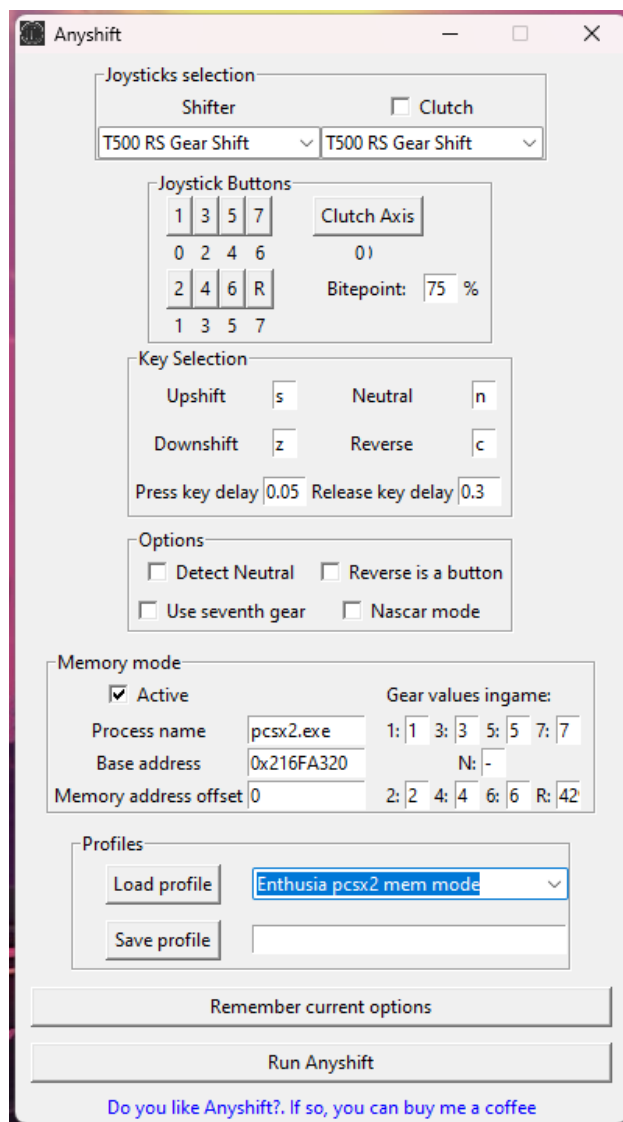 Anyshift
Joysticks selection
Shifter Clutch
T500 RS Gear Shift T500 RS Gear Shift
Joystick Buttons
1 3 5 7 Clutch Axis
0 2 4 6 0)
2 4 6 R Bitepoint: 75 %
1 3 5 7
Key Selection
Upshift s Neutral n
Downshift z Reverse c
Press key delay 0.05 Release key delay 0.3
Options
Detect Neutral Reverse is a button
Use seventh gear Nascar mode
Memory mode
Active Gear values ingame:
Process name pcsx2.exe 1: 1 3: 3 5: 5 7: 7
Base address 0x216FA320 N: -
Memory address offset 0 2: 2 4: 4 6: 6 R:
Profiles
Load profile Enthusia pcsx2 mem mode
Save profile
Remember current options
Run Anyshift
Do you like Anyshift?. If so, you can buy me a coffee